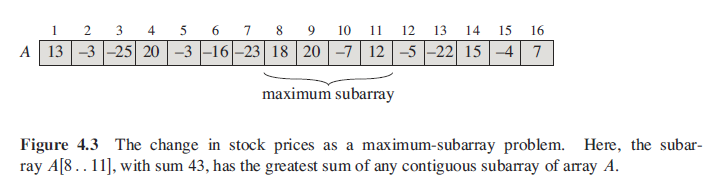 1 2 3 4 5 6 7 8 9 10 11 12 13 14 15 16
A 13 –3 –25 20 –3 –16 –23 18 20 –7 12 –5 –22 15 –4 7
maximum subarray
Figure 4.3 The change in stock prices as a maximum-subarray problem. Here, the subar-
ray A[8 . . 11], with sum 43, has the greatest sum of any contiguous subarray of array A.